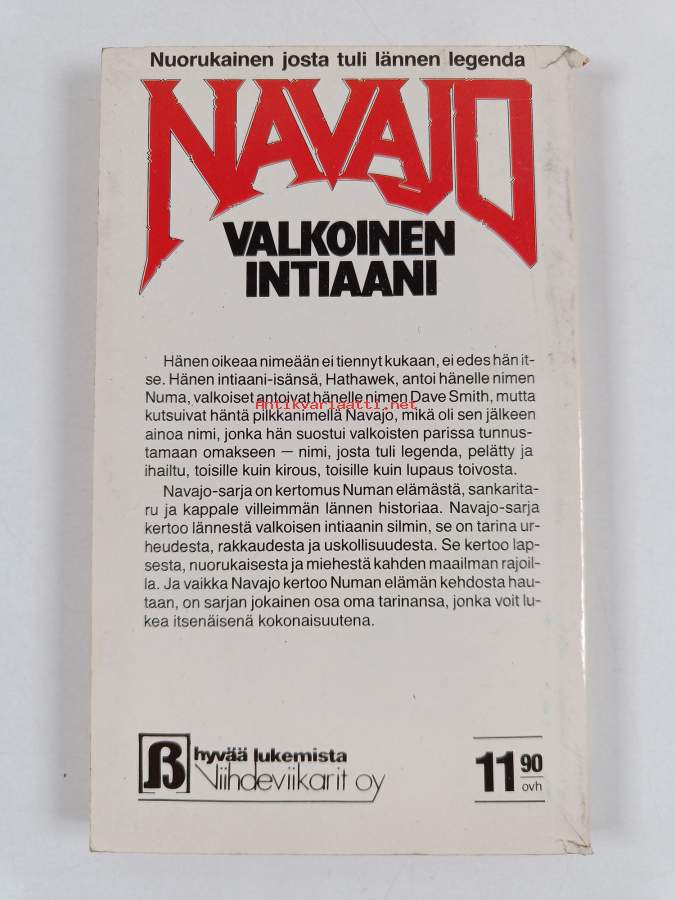 Nuorukainen josta tuli lännen legenda
NAVAJO
VALKOINEN
INTIAANI
Hänen oikeaa nimeään ei tiennyt kukaan, ei edes hän it-
se. Hänen intiaani-isänsä, Hathawek, antoi hänelle nimen
Numa, valkoiset antoivat hänelle nimen Dave Smith, mutta
Antikvariaatti.net
kutsuivat häntä pilkkanimellä Navajo, mikä oli sen jälkeen
ainoa nimi, jonka hän suostui valkoisten parissa tunnus-
tamaan omakseen — nimi, josta tuli legenda, pelätty ja
ihailtu, toisille kuin kirous, toisille kuin lupaus toivosta.
Navajo-sarja on kertomus Numan elämästä, sankarita-
ru ja kappale villeimmän lännen historiaa. Navajo-sarja
kertoo lännestä valkoisen intiaanin silmin, se on tarina ur-
heudesta, rakkaudesta ja uskollisuudesta. Se kertoo lap-
sesta, nuorukaisesta ja miehestä kahden maailman rajoil-
la. Ja vaikka Navajo kertoo Numan elämän kehdosta hau-
taan, on sarjan jokainen osa oma tarinansa, jonka voit lu-
kea itsenäisenä kokonaisuutena.
hyvää lukemista
Viihdeviikarit oy
11 90
ovh